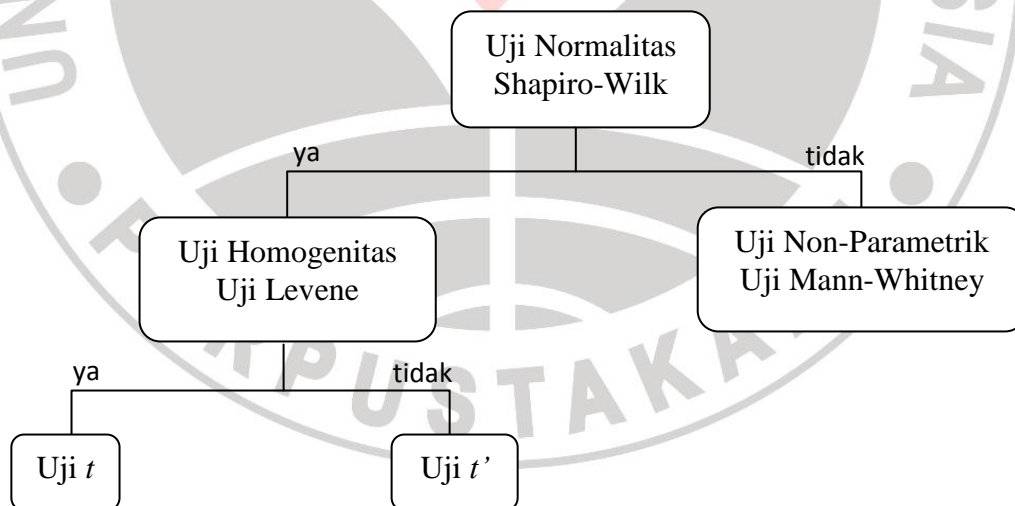 Uji Normalitas
Shapiro-Wilk
ya
tidak
Uji Homogenitas
Uji Levene
Uji Non-Parametrik
Uji Mann-Whitney
ya
tidak
Uji t
Uji t’